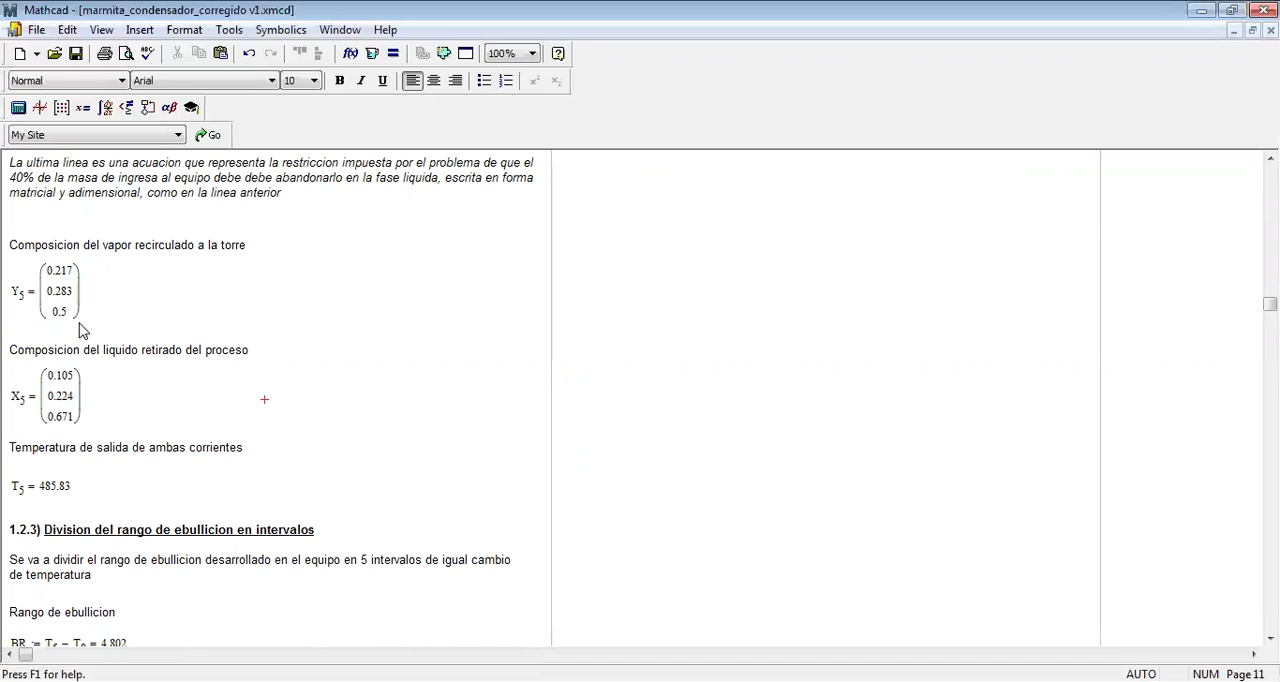 Mathcad - [marmita_condensador_corregido v1.xmcd]
File Edit View Insert Format Tools Symbolics Window Help
100%
Normal Arial 10 B I U
My Site Go
La ultima linea es una acuacion que representa la restriccion impuesta por el problema de que el
40% de la masa de ingresa al equipo debe debe abandonarlo en la fase liquida, escrita en forma
matricial y adimensional, como en la linea anterior
Composicion del vapor recirculado a la torre
0.217
Y5 = 0.283
0.5
Composicion del liquido retirado del proceso
0.105
X5 = 0.224
0.671
Temperatura de salida de ambas corrientes
T5 = 485.83
1.2.3) Division del rango de ebullicion en intervalos
Se va a dividir el rango de ebullicion desarrollado en el equipo en 5 intervalos de igual cambio
de temperatura
Rango de ebullicion
BR := T5 − T0 = 4.802
Press F1 for help. AUTO NUM Page 11